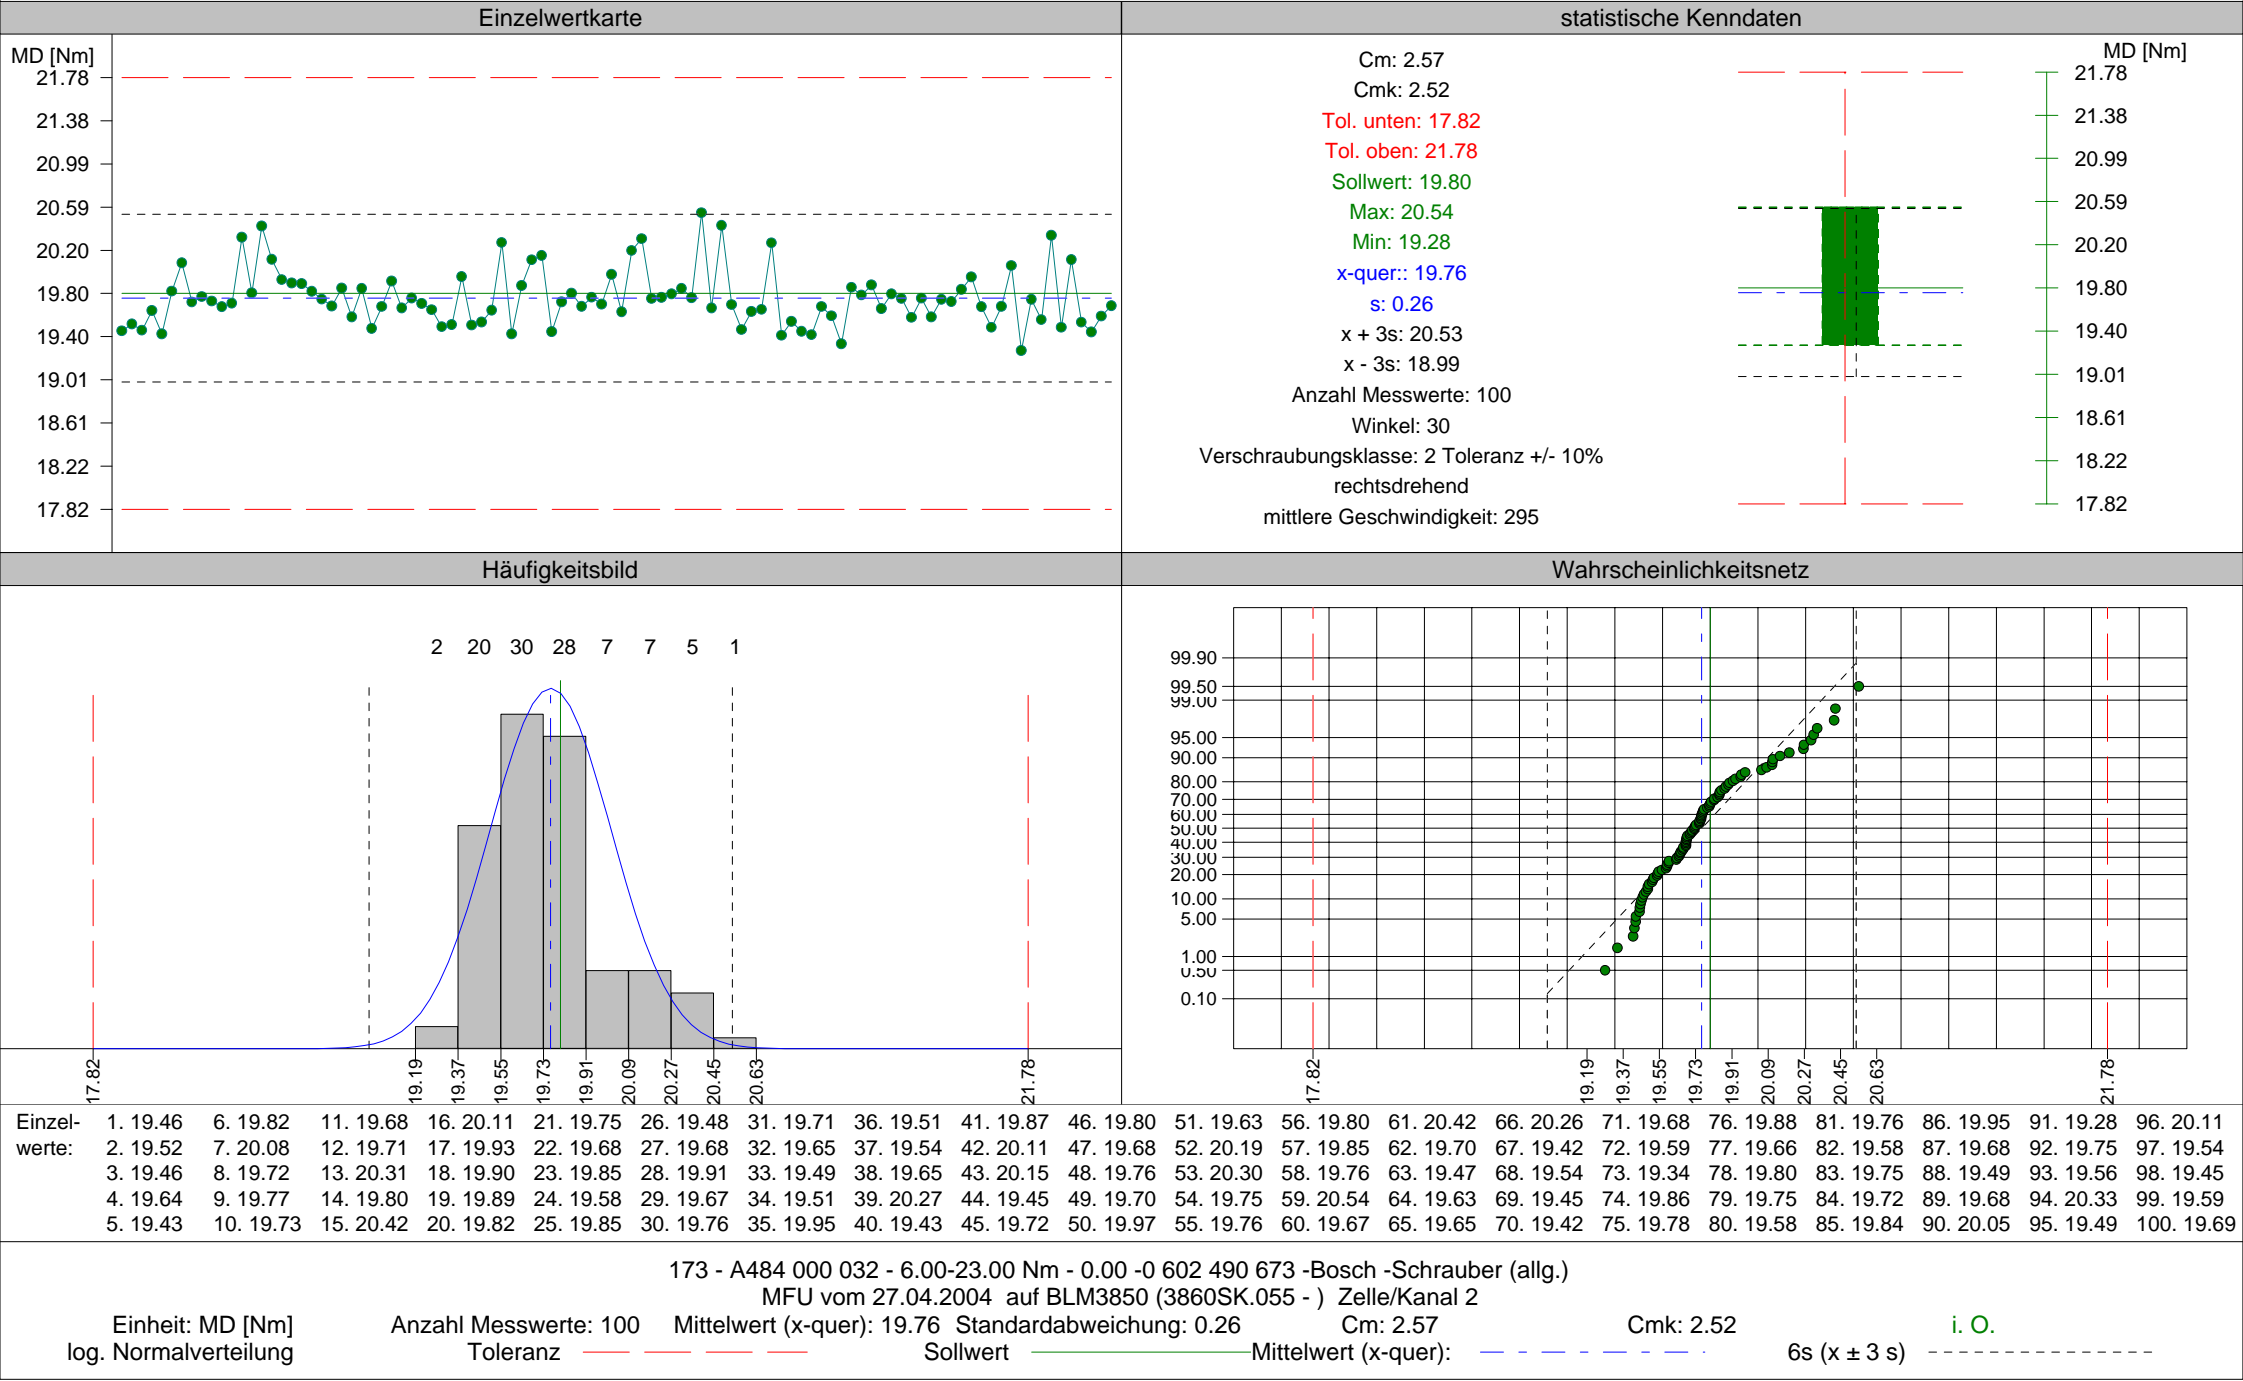 Einzelwertkarte
MD [Nm]
21.78
21.38
20.99
20.59
20.20
19.80
19.40
19.01
18.61
18.22
17.82
statistische Kenndaten
Cm: 2.57
Cmk: 2.52
Tol. unten: 17.82
Tol. oben: 21.78
Sollwert: 19.80
Max: 20.54
Min: 19.28
x-quer:: 19.76
s: 0.26
x + 3s: 20.53
x - 3s: 18.99
Anzahl Messwerte: 100
Winkel: 30
Verschraubungsklasse: 2 Toleranz +/- 10%
rechtsdrehend
mittlere Geschwindigkeit: 295
MD [Nm]
21.78
21.38
20.99
20.59
20.20
19.80
19.40
19.01
18.61
18.22
17.82
Häufigkeitsbild
2 20 30 28 7 7 5 1
17.82 19.19 19.37 19.55 19.73 19.91 20.09 20.27 20.45 20.63 21.78
Wahrscheinlichkeitsnetz
99.90
99.50
99.00
95.00
90.00
80.00
70.00
60.00
50.00
40.00
30.00
20.00
10.00
5.00
1.00
0.50
0.10
17.82 19.19 19.37 19.55 19.73 19.91 20.09 20.27 20.45 20.63 21.78
Einzel- 1. 19.46 6. 19.82 11. 19.68 16. 20.11 21. 19.75 26. 19.48 31. 19.71 36. 19.51 41. 19.87 46. 19.80 51. 19.63 56. 19.80 61. 20.42 66. 20.26 71. 19.68 76. 19.88 81. 19.76 86. 19.95 91. 19.28 96. 20.11
werte: 2. 19.52 7. 20.08 12. 19.71 17. 19.93 22. 19.68 27. 19.68 32. 19.65 37. 19.54 42. 20.11 47. 19.68 52. 20.19 57. 19.85 62. 19.70 67. 19.42 72. 19.59 77. 19.66 82. 19.58 87. 19.68 92. 19.75 97. 19.54
3. 19.46 8. 19.72 13. 20.31 18. 19.90 23. 19.85 28. 19.91 33. 19.49 38. 19.65 43. 20.15 48. 19.76 53. 20.30 58. 19.76 63. 19.47 68. 19.54 73. 19.34 78. 19.80 83. 19.75 88. 19.49 93. 19.56 98. 19.45
4. 19.64 9. 19.77 14. 19.80 19. 19.89 24. 19.58 29. 19.67 34. 19.51 39. 20.27 44. 19.45 49. 19.70 54. 19.75 59. 20.54 64. 19.63 69. 19.45 74. 19.86 79. 19.75 84. 19.72 89. 19.68 94. 20.33 99. 19.59
5. 19.43 10. 19.73 15. 20.42 20. 19.82 25. 19.85 30. 19.76 35. 19.95 40. 19.43 45. 19.72 50. 19.97 55. 19.76 60. 19.67 65. 19.65 70. 19.42 75. 19.78 80. 19.58 85. 19.84 90. 20.05 95. 19.49 100. 19.69
173 - A484 000 032 - 6.00-23.00 Nm - 0.00 -0 602 490 673 -Bosch -Schrauber (allg.)
MFU vom 27.04.2004 auf BLM3850 (3860SK.055 - ) Zelle/Kanal 2
Einheit: MD [Nm] Anzahl Messwerte: 100 Mittelwert (x-quer): 19.76 Standardabweichung: 0.26 Cm: 2.57 Cmk: 2.52 i. O.
log. Normalverteilung Toleranz Sollwert Mittelwert (x-quer): 6s (x ± 3 s)